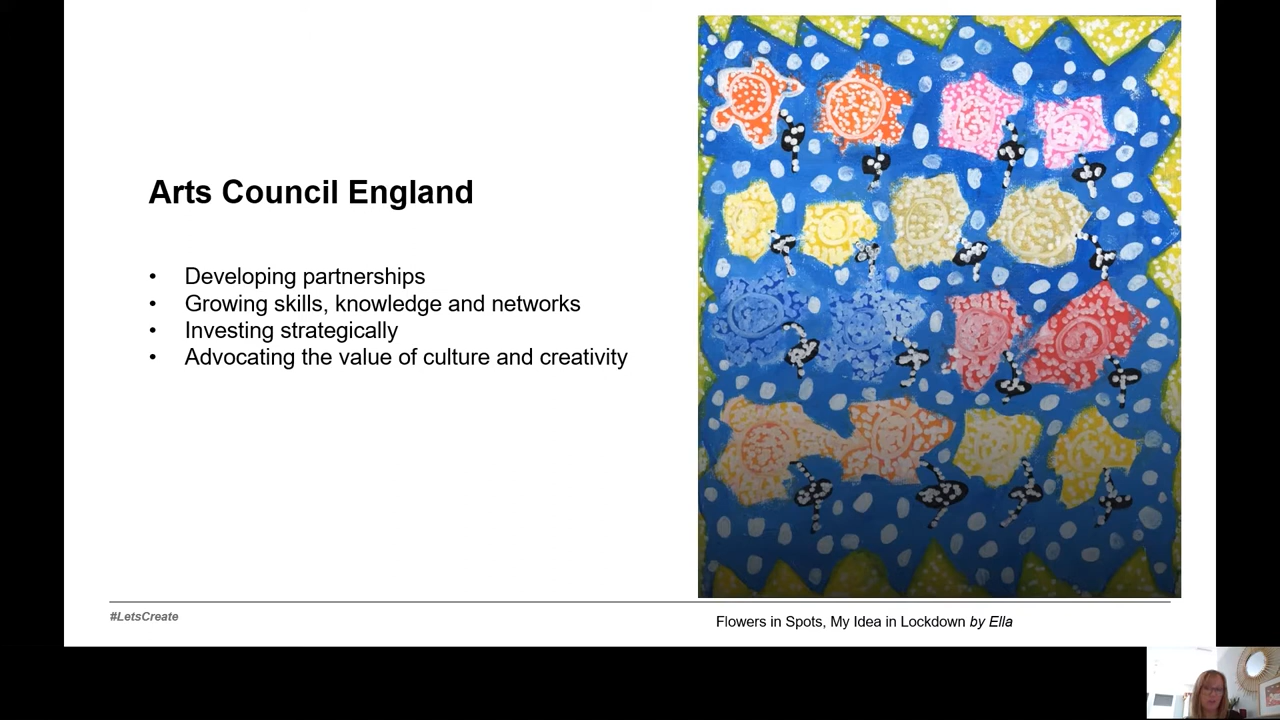 Arts Council England
• Developing partnerships
• Growing skills, knowledge and networks
• Investing strategically
• Advocating the value of culture and creativity
#LetsCreate
Flowers in Spots, My Idea in Lockdown by Ella